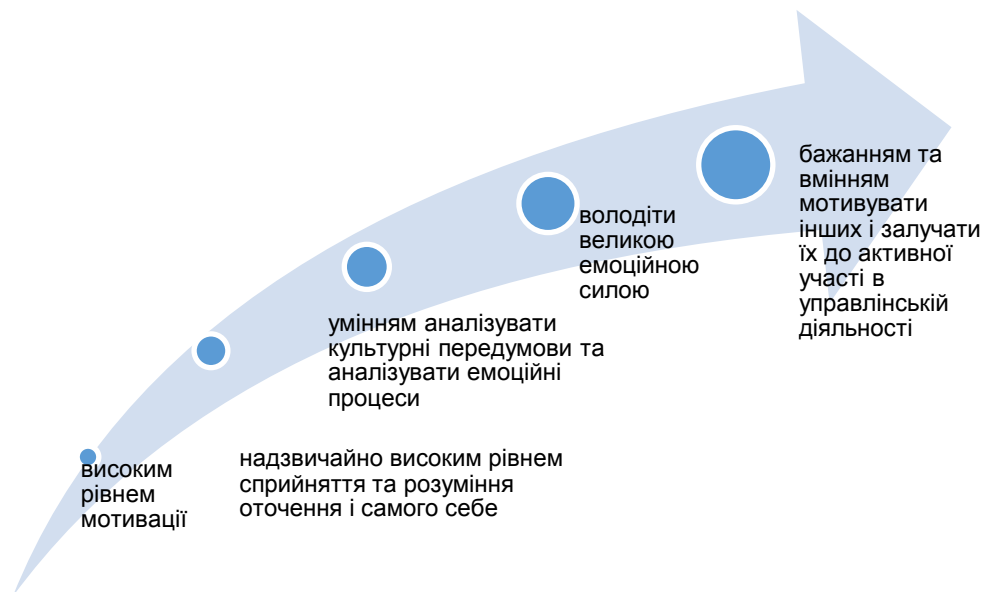 високим
рівнем
мотивації
надзвичайно високим рівнем
сприйняття та розуміння
оточення і самого себе
умінням аналізувати
культурні передумови та
аналізувати емоційні
процеси
володіти
великою
емоційною
силою
бажанням та
вмінням
мотивувати
інших і залучати
їх до активної
участі в
управлінській
діяльності